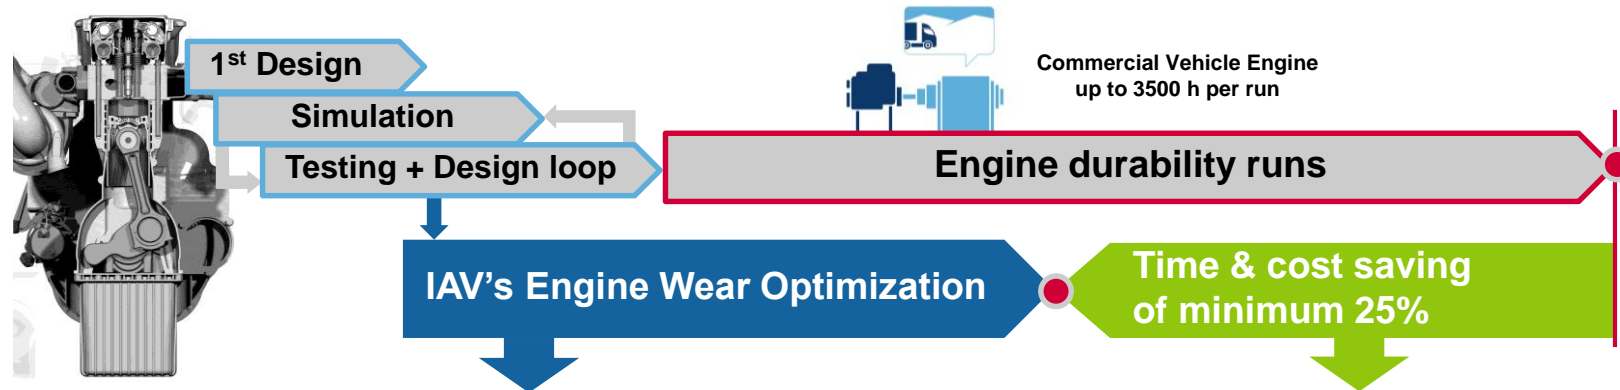 1st Design
Simulation
Testing + Design loop
Commercial Vehicle Engine
up to 3500 h per run
Engine durability runs
IAV’s Engine Wear Optimization
Time & cost saving
of minimum 25%